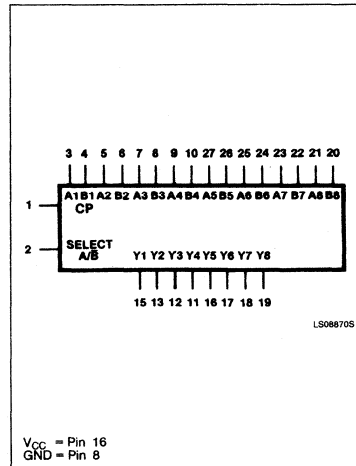 3 4 5 6 7 8 9 10 27 26 25 24 23 22 21 20
A1 B1 A2 B2 A3 B3 A4 B4 A5 B5 A6 B6 A7 B7 A8 B8
1 CP
2 SELECT
A/B̅ Y1 Y2 Y3 Y4 Y5 Y6 Y7 Y8
15 13 12 11 16 17 18 19
LS08870S
VCC = Pin 16
GND = Pin 8